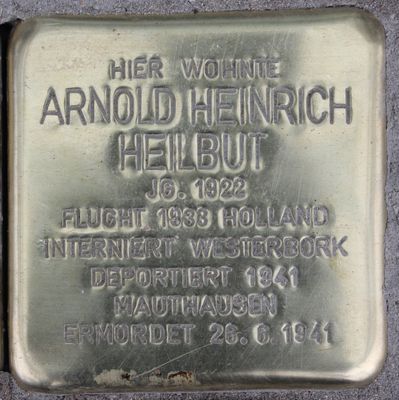 HIER WOHNTE
ARNOLD HEINRICH
HEILBUT
JG. 1922
FLUCHT 1938 HOLLAND
INTERNIERT WESTERBORK
DEPORTIERT 1941
MAUTHAUSEN
ERMORDET 26.6.1941